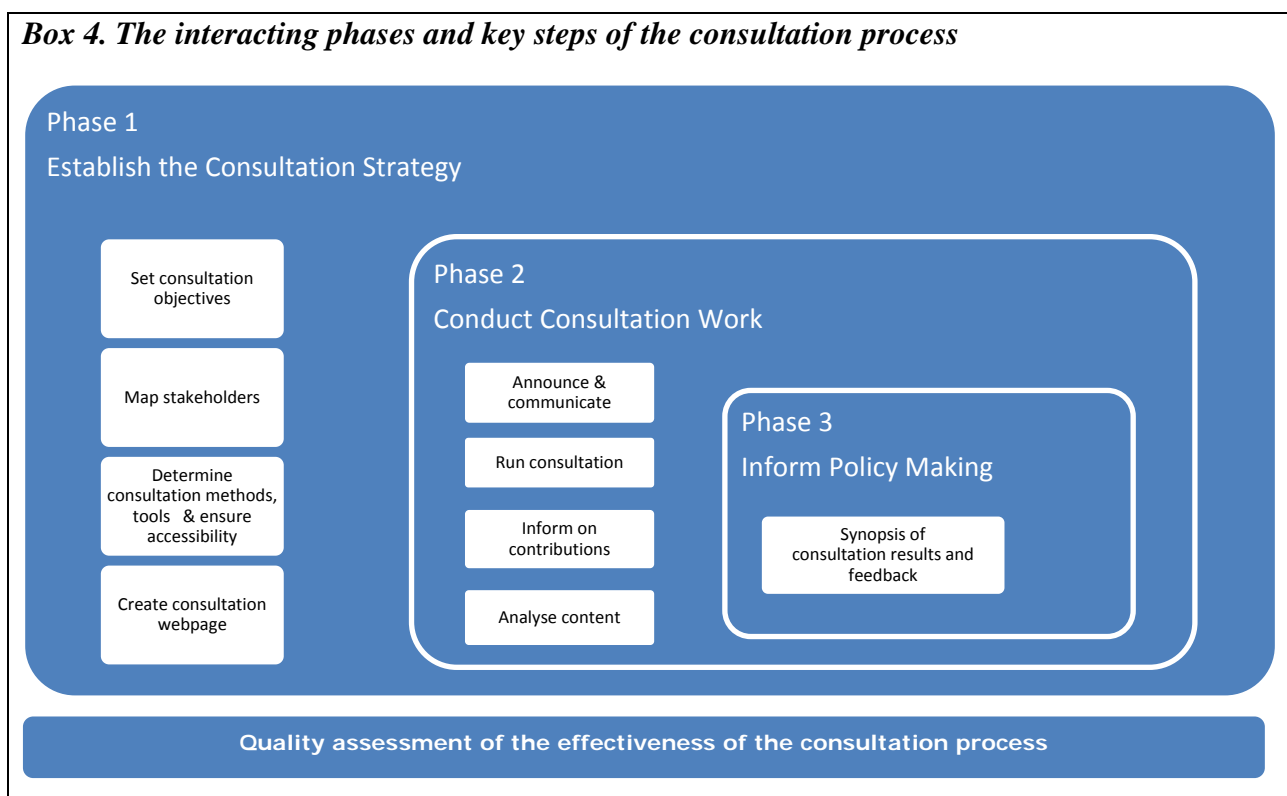 Box 4. The interacting phases and key steps of the consultation process
Phase 1
Establish the Consultation Strategy
Set consultation
objectives
Map stakeholders
Determine
consultation methods,
tools & ensure
accessibility
Create consultation
webpage
Phase 2
Conduct Consultation Work
Announce &
communicate
Run consultation
Inform on
contributions
Analyse content
Phase 3
Inform Policy Making
Synopsis of
consultation results and
feedback
Quality assessment of the effectiveness of the consultation process